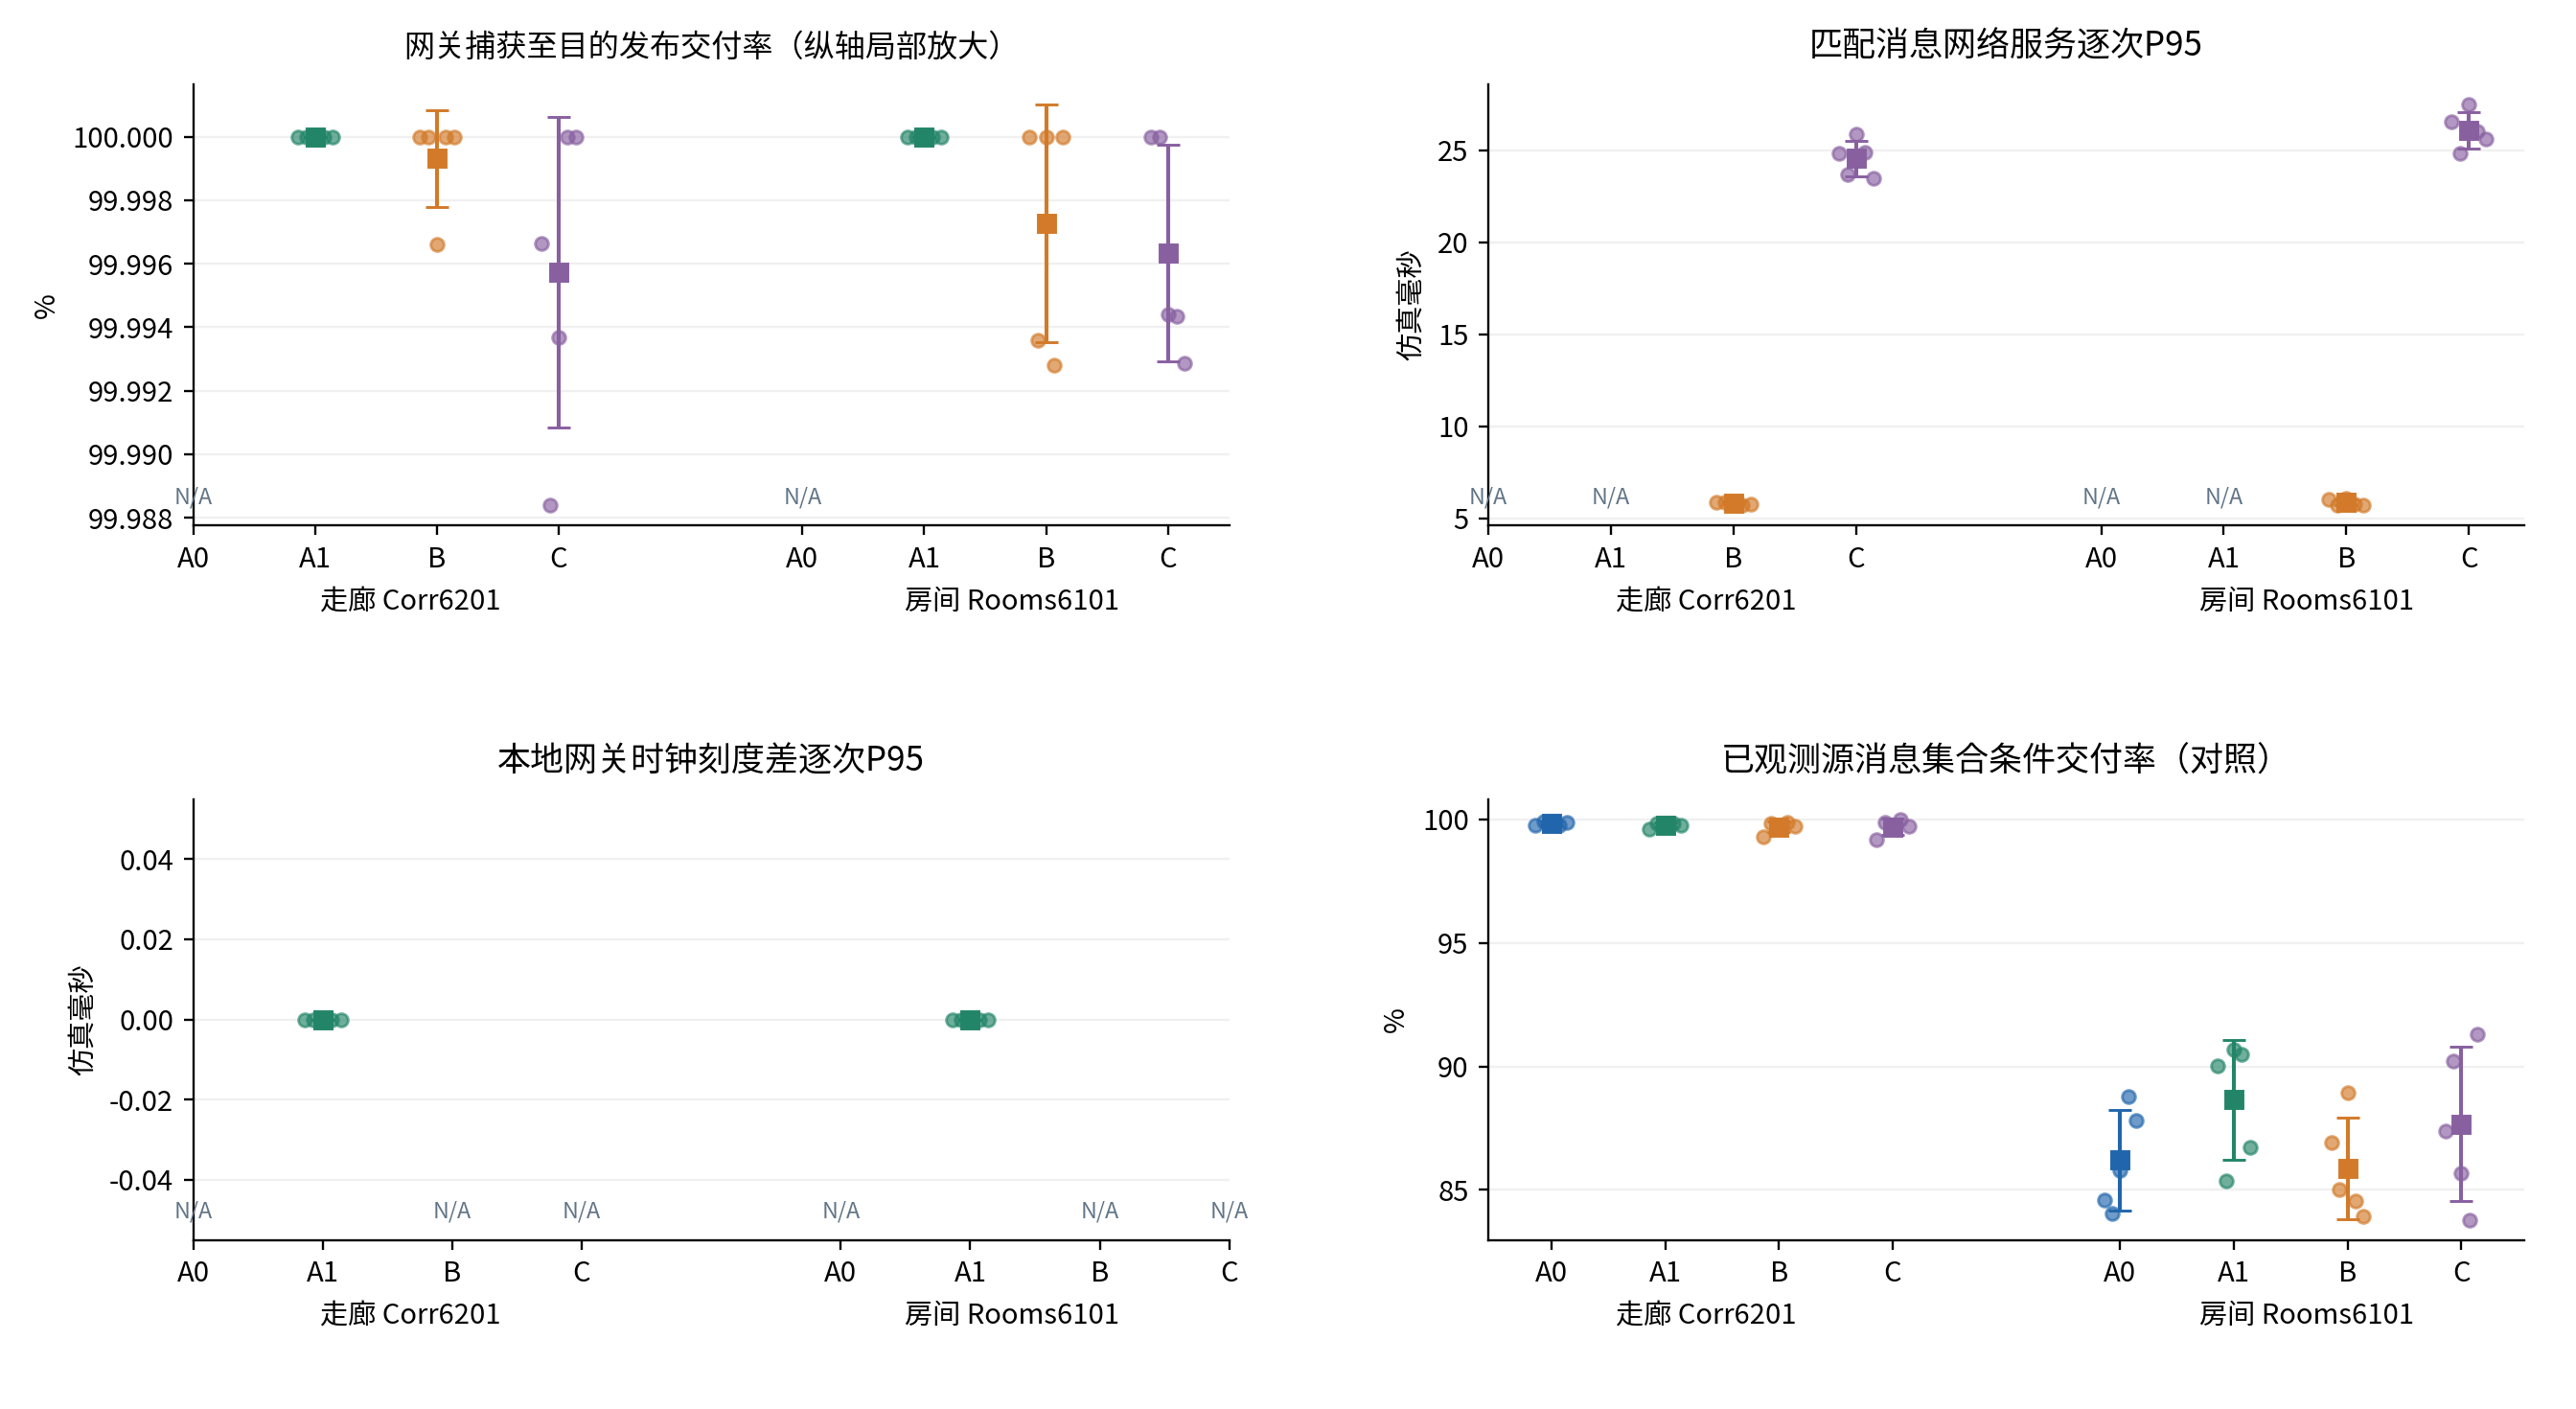 网关捕获至目的发布交付率（纵轴局部放大）
%
100.000
99.998
99.996
99.994
99.992
99.990
99.988
N/A
N/A
A0 A1 B C A0 A1 B C
走廊 Corr6201 房间 Rooms6101
匹配消息网络服务逐次P95
仿真毫秒
25
20
15
10
5
N/A N/A N/A N/A
A0 A1 B C A0 A1 B C
走廊 Corr6201 房间 Rooms6101
本地网关时钟刻度差逐次P95
仿真毫秒
0.04
0.02
0.00
-0.02
-0.04
N/A N/A N/A N/A N/A N/A
A0 A1 B C A0 A1 B C
走廊 Corr6201 房间 Rooms6101
已观测源消息集合条件交付率（对照）
%
100
95
90
85
A0 A1 B C A0 A1 B C
走廊 Corr6201 房间 Rooms6101